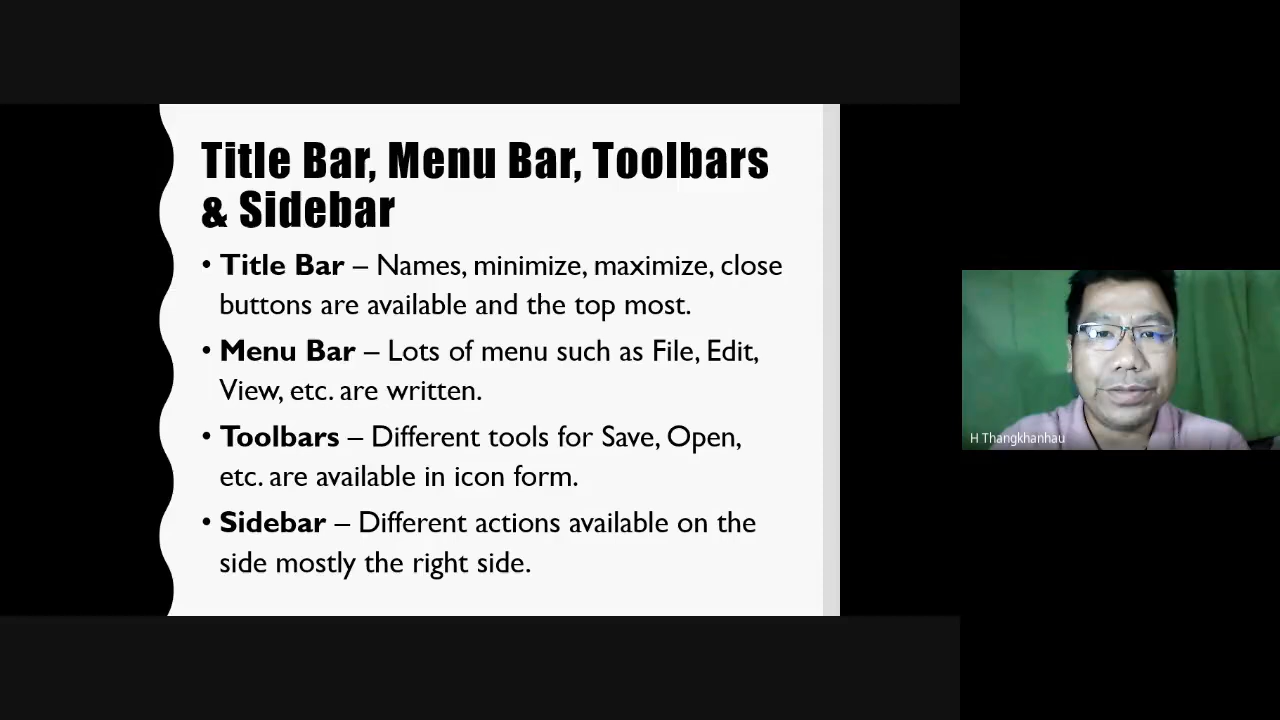 Title Bar, Menu Bar, Toolbars
& Sidebar
• Title Bar – Names, minimize, maximize, close
buttons are available and the top most.
• Menu Bar – Lots of menu such as File, Edit,
View, etc. are written.
• Toolbars – Different tools for Save, Open,
etc. are available in icon form.
• Sidebar – Different actions available on the
side mostly the right side.
H Thangkhanhau